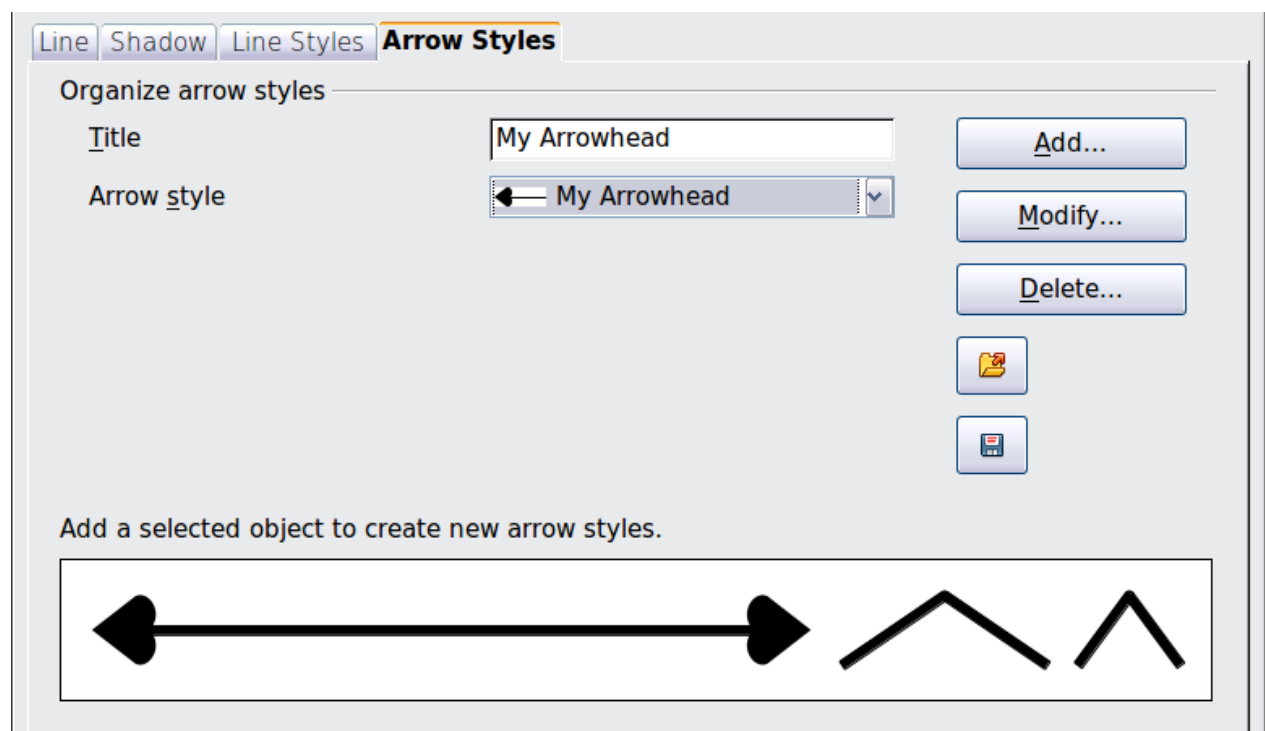 Line Shadow Line Styles Arrow Styles
Organize arrow styles
Title My Arrowhead Add...
Arrow style My Arrowhead Modify...
Delete...
Add a selected object to create new arrow styles.